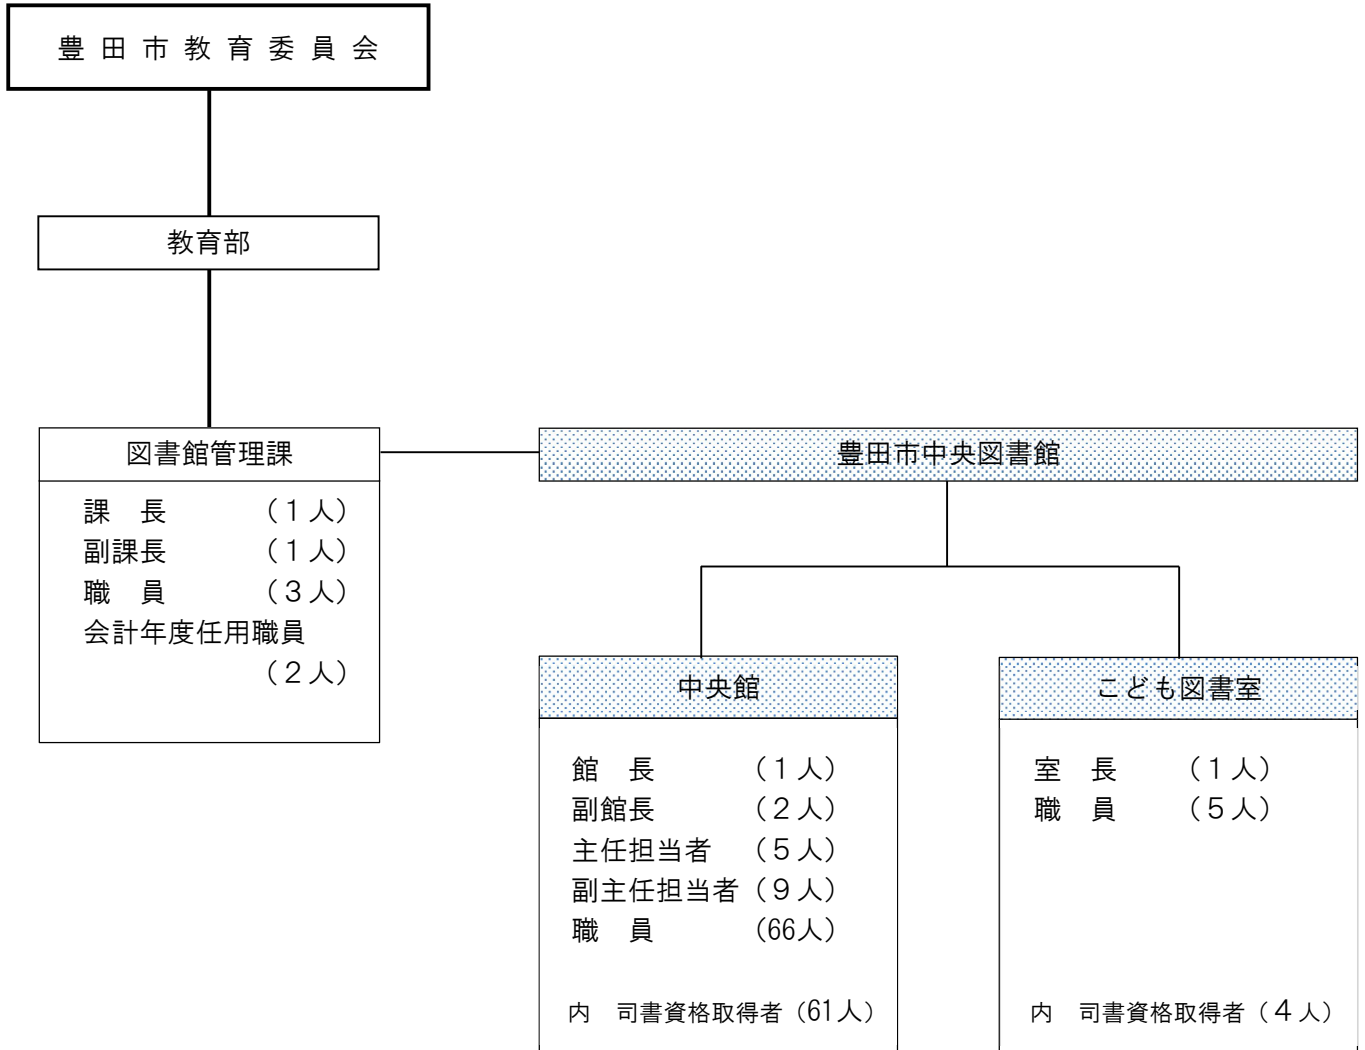 豊田市教育委員会
教育部
図書館管理課
課　長　（１人）
副課長　（１人）
職　員　（３人）
会計年度任用職員
（２人）
豊田市中央図書館
中央館
館　長　（１人）
副館長　（２人）
主任担当者　（５人）
副主任担当者（９人）
職　員　（66人）
内　司書資格取得者（61人）
こども図書室
室　長　（１人）
職　員　（５人）
内　司書資格取得者（４人）